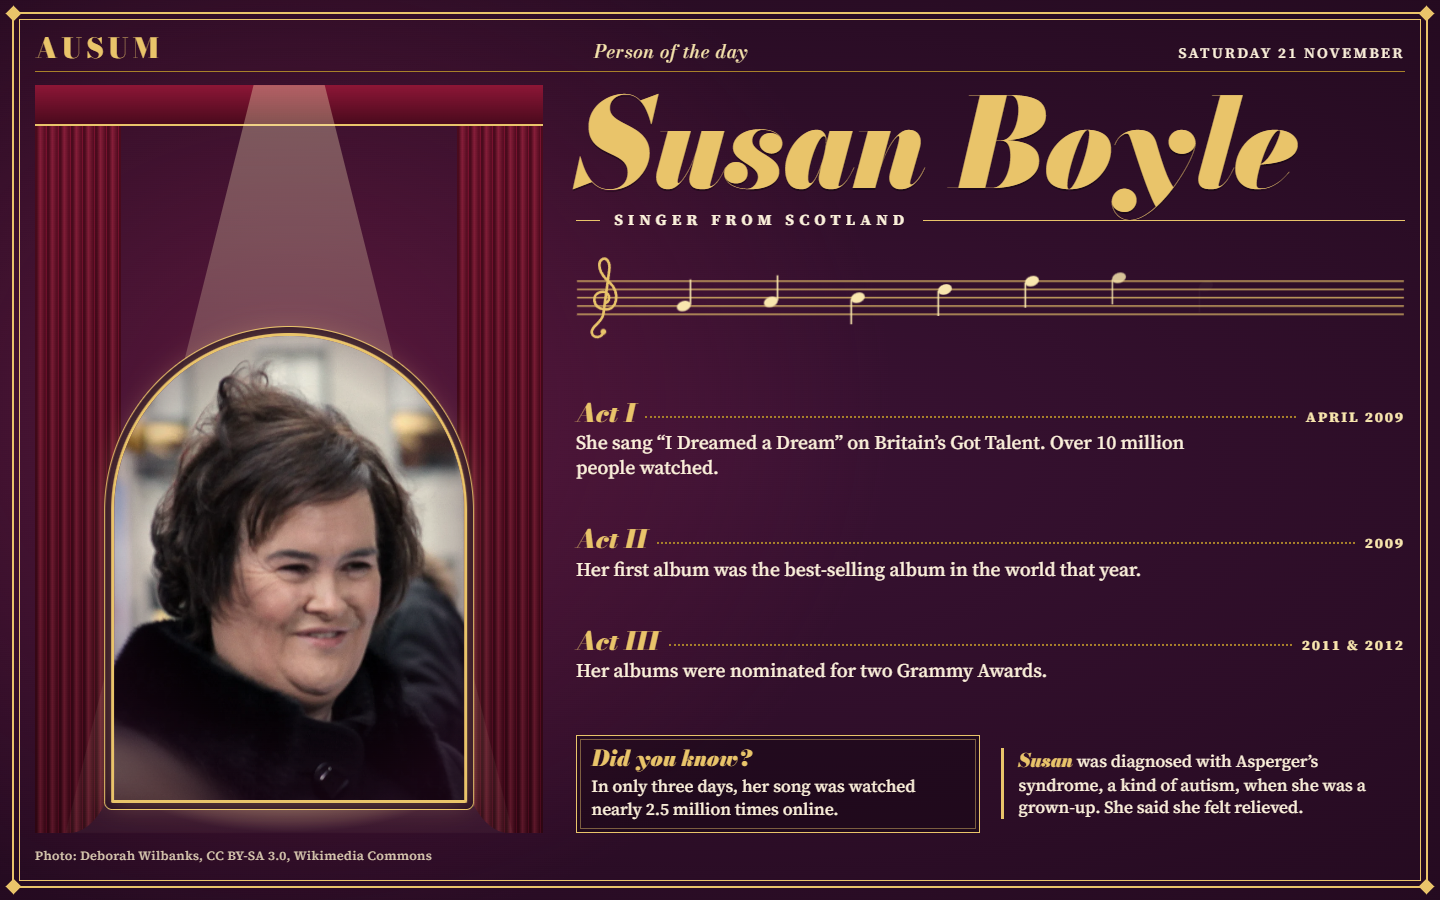 AUSUM
Person of the day
SATURDAY 21 NOVEMBER
Susan Boyle
SINGER FROM SCOTLAND
Act I
APRIL 2009
She sang “I Dreamed a Dream” on Britain’s Got Talent. Over 10 million
people watched.
Act II
2009
Her first album was the best-selling album in the world that year.
Act III
2011 & 2012
Her albums were nominated for two Grammy Awards.
Did you know?
In only three days, her song was watched
nearly 2.5 million times online.
Susan was diagnosed with Asperger’s
syndrome, a kind of autism, when she was a
grown-up. She said she felt relieved.
Photo: Deborah Wilbanks, CC BY-SA 3.0, Wikimedia Commons